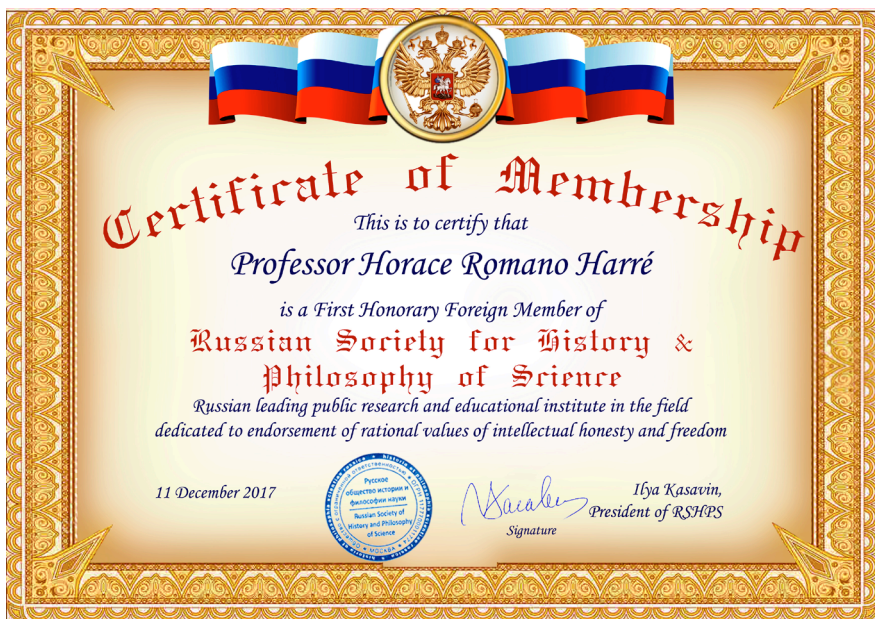 Certificate of Membership
This is to certify that
Professor Horace Romano Harré
is a First Honorary Foreign Member of
Russian Society for History &
Philosophy of Science
Russian leading public research and educational institute in the field
dedicated to endorsement of rational values of intellectual honesty and freedom
11 December 2017
Русское
общество истории и
философии науки
Russian Society of
History and Philosophy
of Science
МОСКВА
Signature
Ilya Kasavin,
President of RSHPS